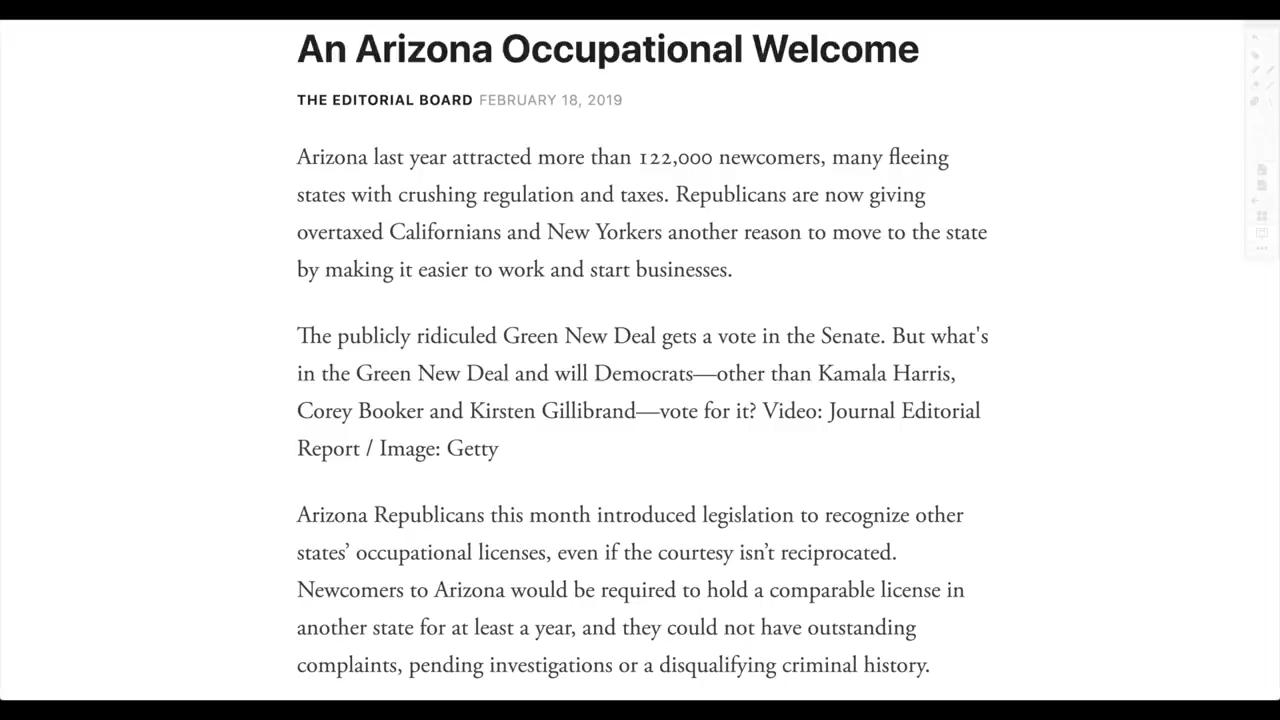 An Arizona Occupational Welcome
THE EDITORIAL BOARD FEBRUARY 18, 2019
Arizona last year attracted more than 122,000 newcomers, many fleeing
states with crushing regulation and taxes. Republicans are now giving
overtaxed Californians and New Yorkers another reason to move to the state
by making it easier to work and start businesses.
The publicly ridiculed Green New Deal gets a vote in the Senate. But what's
in the Green New Deal and will Democrats—other than Kamala Harris,
Corey Booker and Kirsten Gillibrand—vote for it? Video: Journal Editorial
Report / Image: Getty
Arizona Republicans this month introduced legislation to recognize other
states’ occupational licenses, even if the courtesy isn’t reciprocated.
Newcomers to Arizona would be required to hold a comparable license in
another state for at least a year, and they could not have outstanding
complaints, pending investigations or a disqualifying criminal history.